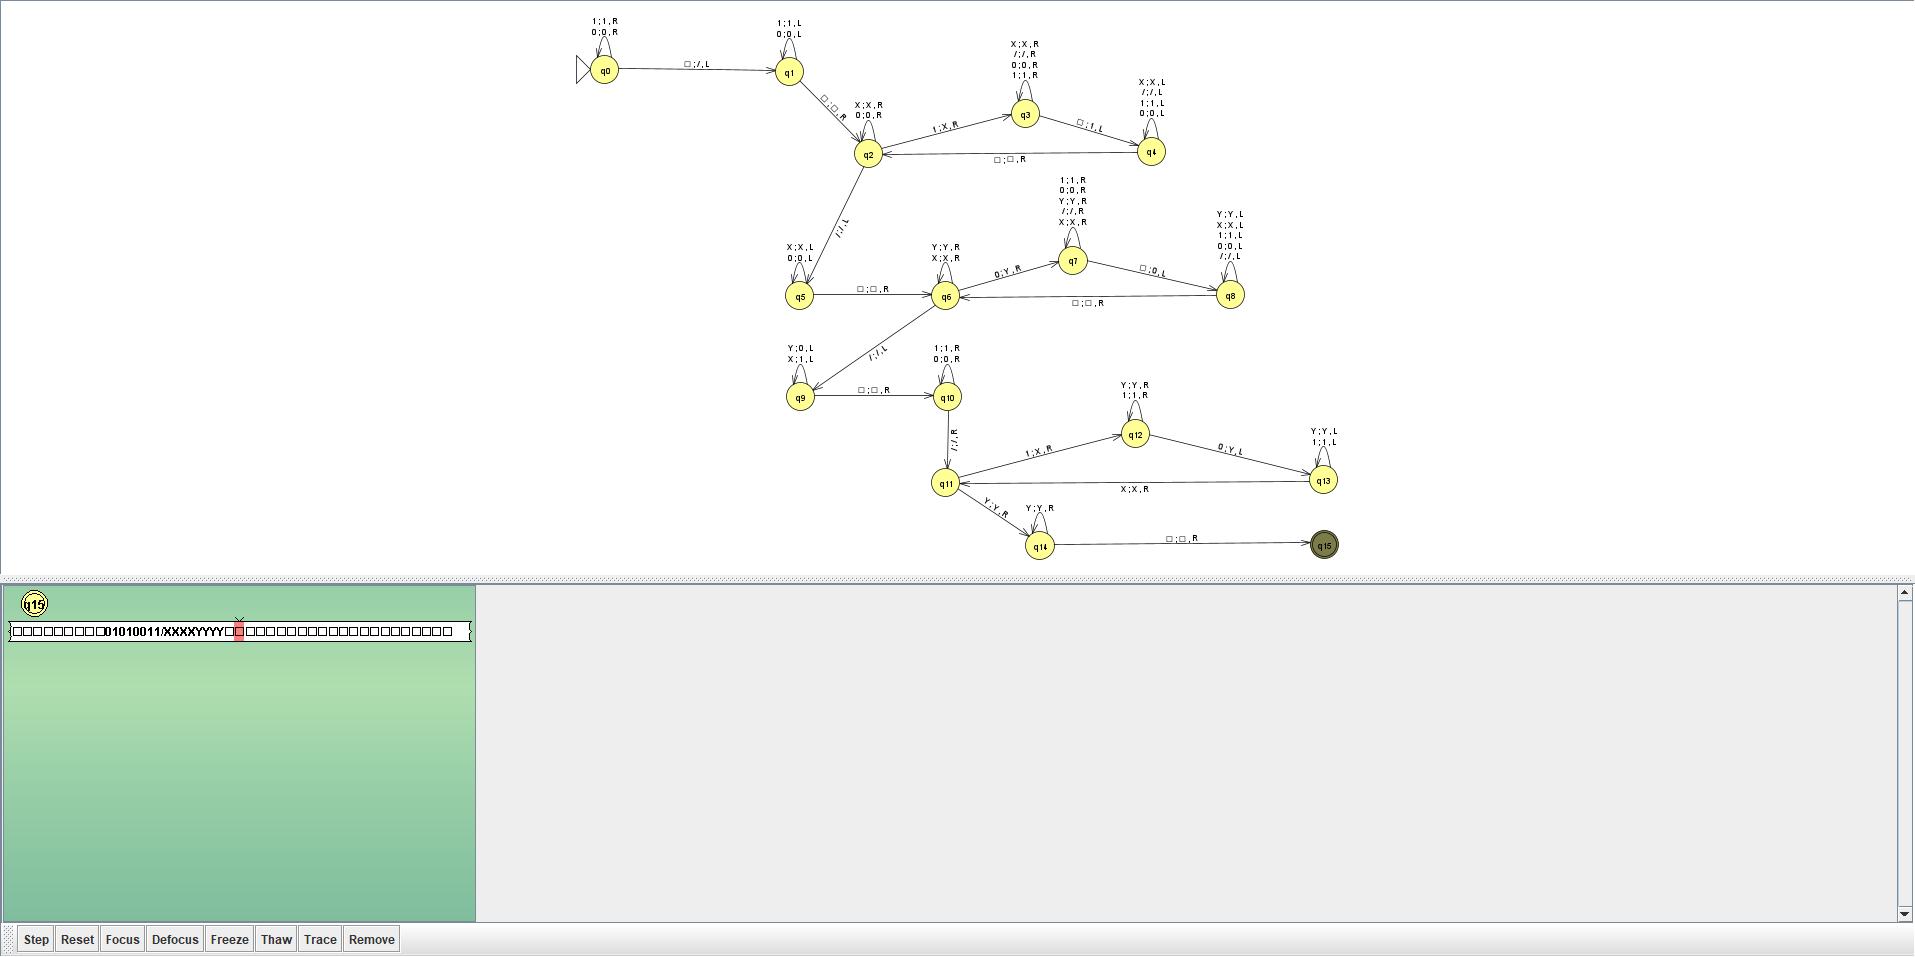 1;1,R
0;0,R
q0
□;/,L
1;1,L
0;0,L
q1
□;□,R
X;X,R
0;0,R
q2
1;X,R
X;X,R
/;/,R
0;0,R
1;1,R
q3
□;1,L
X;X,L
/;/,L
1;1,L
0;0,L
q4
□;□,R
/;/,L
X;X,L
0;0,L
q5
□;□,R
Y;Y,R
X;X,R
q6
0;Y,R
1;1,R
0;0,R
Y;Y,R
/;/,R
X;X,R
q7
□;0,L
Y;Y,L
X;X,L
1;1,L
0;0,L
/;/,L
q8
□;□,R
/;/,L
Y;0,L
X;1,L
q9
□;□,R
1;1,R
0;0,R
q10
/;/,R
q11
1;X,R
Y;Y,R
1;1,R
q12
0;Y,L
Y;Y,L
1;1,L
q13
X;X,R
Y;Y,R
Y;Y,R
q14
□;□,R
q15
q15
□□□□□□□□□01010011/XXXXYYYY□□□□□□□□□□□□□□□□□□□□□□
Step Reset Focus Defocus Freeze Thaw Trace Remove